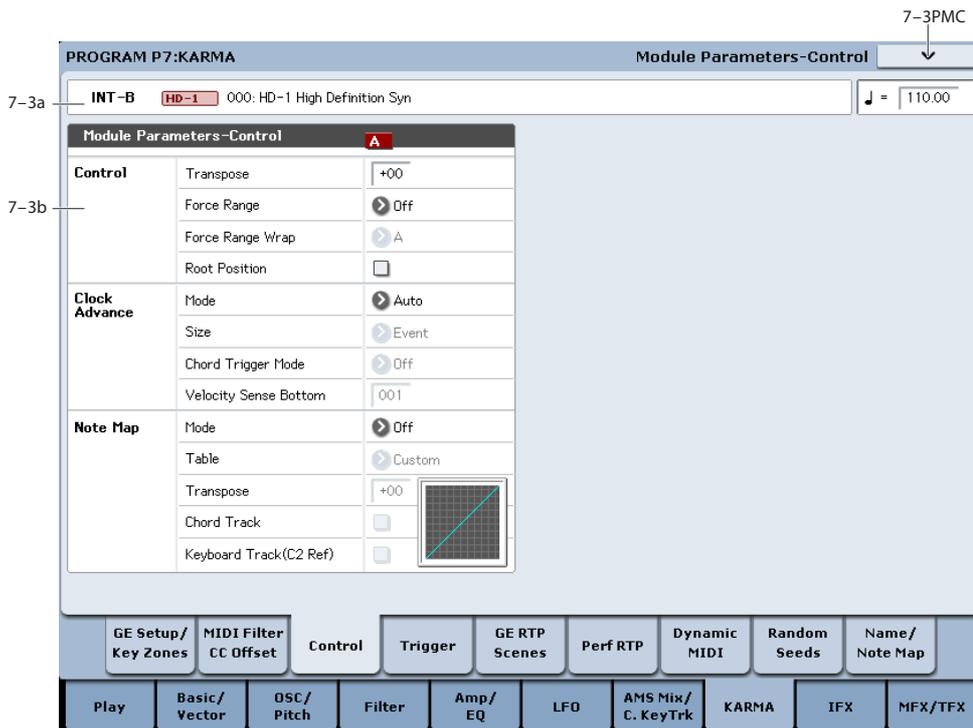 7–3PMC
PROGRAM P7:KARMA Module Parameters-Control
7–3a
INT-B HD-1 000: HD-1 High Definition Syn ♩ = 110.00
Module Parameters-Control A
7–3b
Control Transpose +00
Force Range Off
Force Range Wrap A
Root Position
Clock Advance Mode Auto
Size Event
Chord Trigger Mode Off
Velocity Sense Bottom 001
Note Map Mode Off
Table Custom
Transpose +00
Chord Track
Keyboard Track(C2 Ref)
GE Setup/ Key Zones MIDI Filter CC Offset Control Trigger GE RTP Scenes Perf RTP Dynamic MIDI Random Seeds Name/ Note Map
Play Basic/ Vector OSC/ Pitch Filter Amp/ EQ LFO AMS Mix/ C. KeyTrk KARMA IFX MFX/TFX